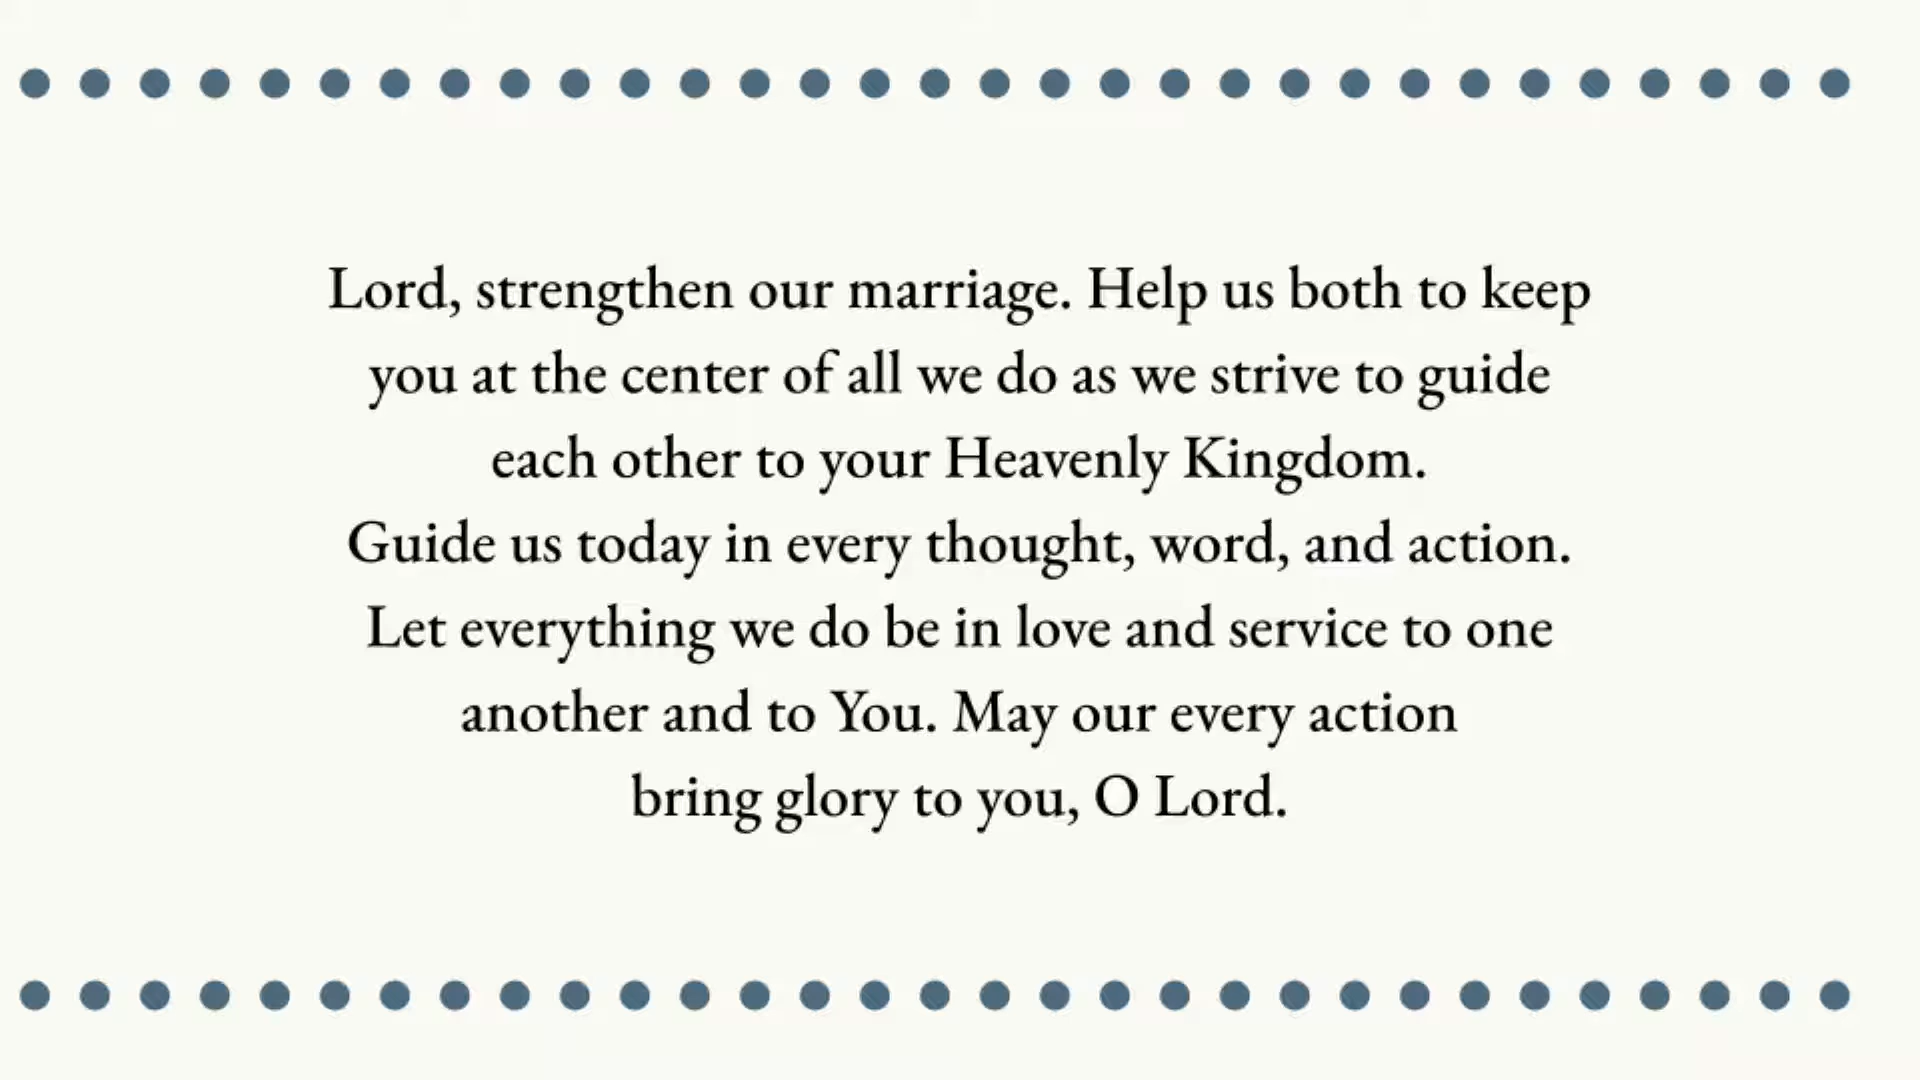 Lord, strengthen our marriage. Help us both to keep
you at the center of all we do as we strive to guide
each other to your Heavenly Kingdom.
Guide us today in every thought, word, and action.
Let everything we do be in love and service to one
another and to You. May our every action
bring glory to you, O Lord.